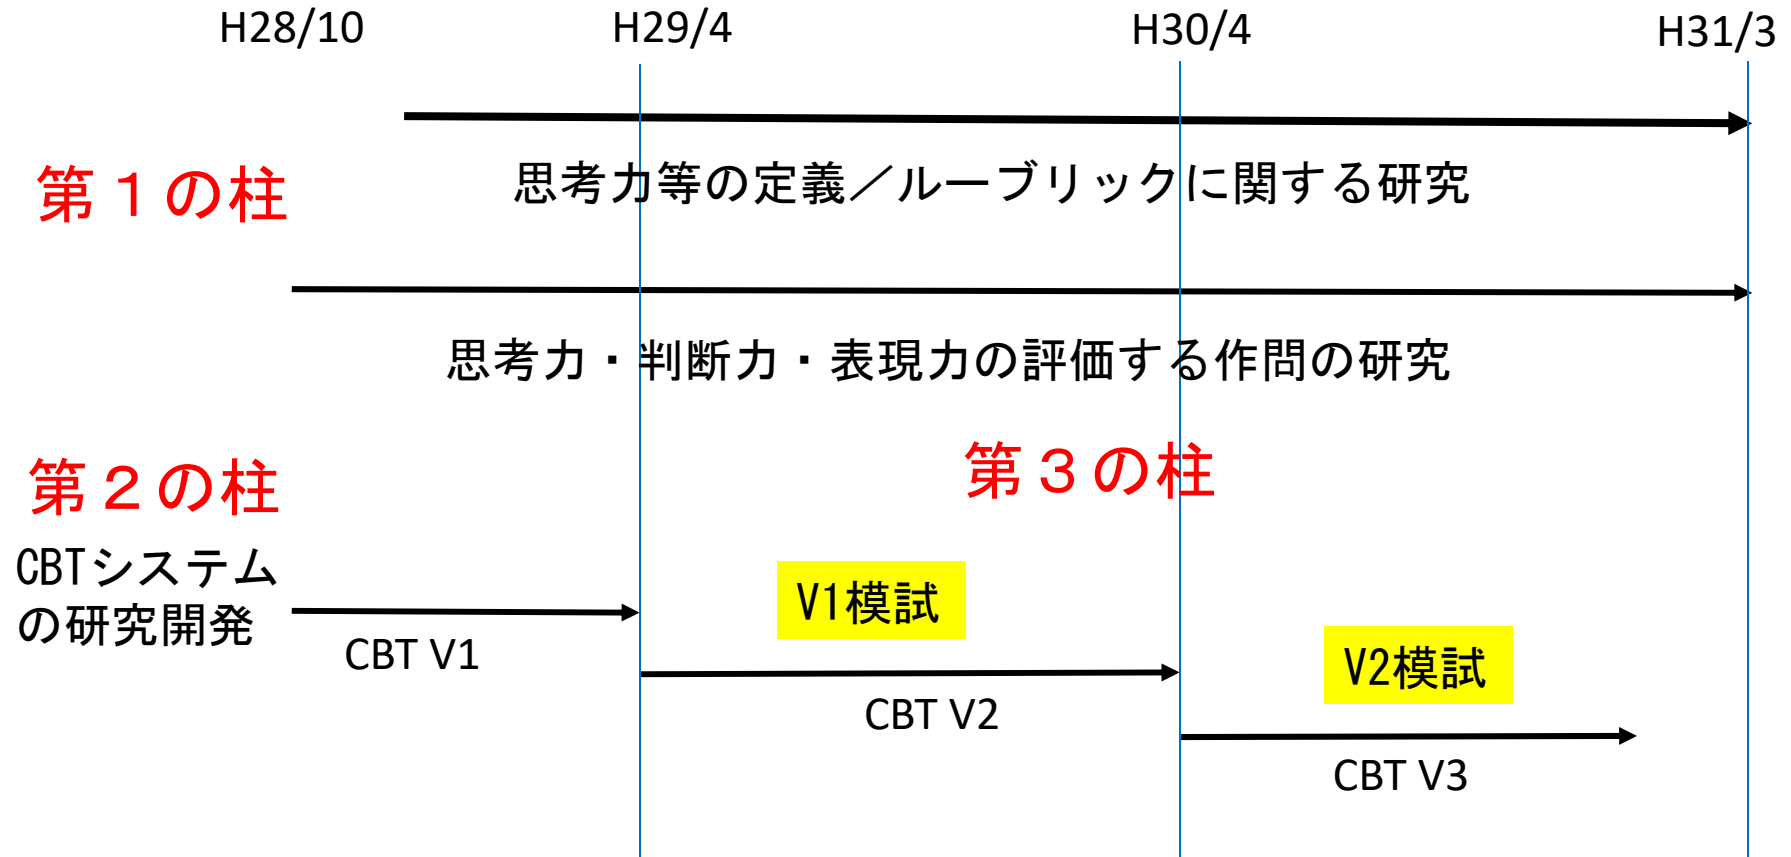 H28/10
H29/4
H30/4
H31/3
第１の柱
思考力等の定義／ルーブリックに関する研究
思考力・判断力・表現力の評価する作問の研究
第２の柱
第３の柱
CBTシステム
の研究開発
CBT V1
V1模試
CBT V2
V2模試
CBT V3